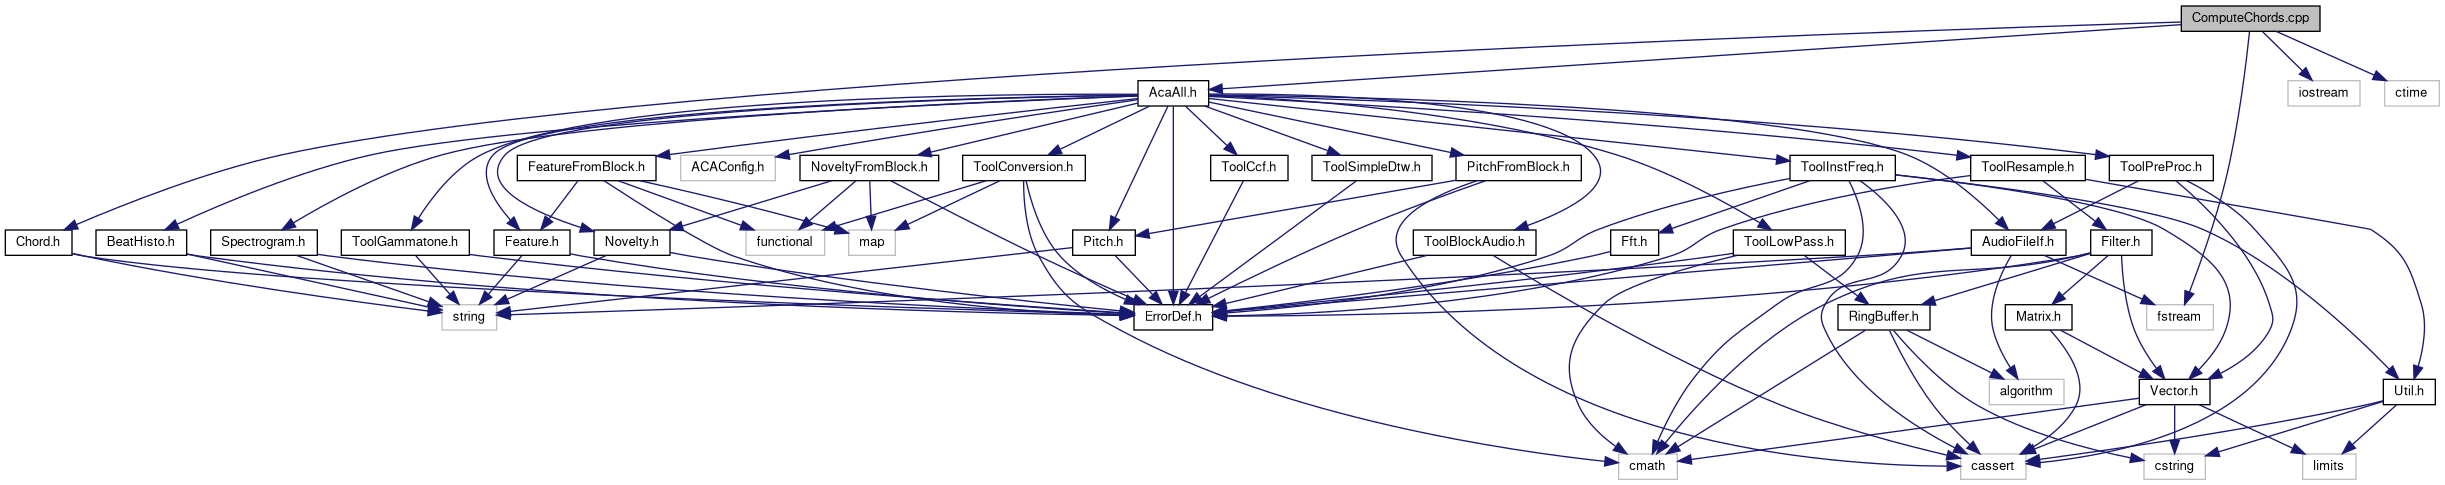 ComputeChords.cpp
AcaAll.h
iostream
ctime
FeatureFromBlock.h
ACAConfig.h
NoveltyFromBlock.h
ToolConversion.h
ToolCcf.h
ToolSimpleDtw.h
PitchFromBlock.h
ToolInstFreq.h
ToolResample.h
ToolPreProc.h
Chord.h
BeatHisto.h
Spectrogram.h
ToolGammatone.h
Feature.h
Novelty.h
functional
map
Pitch.h
ToolBlockAudio.h
Fft.h
ToolLowPass.h
AudioFileIf.h
Filter.h
string
ErrorDef.h
RingBuffer.h
Matrix.h
fstream
algorithm
Vector.h
Util.h
cmath
cassert
cstring
limits